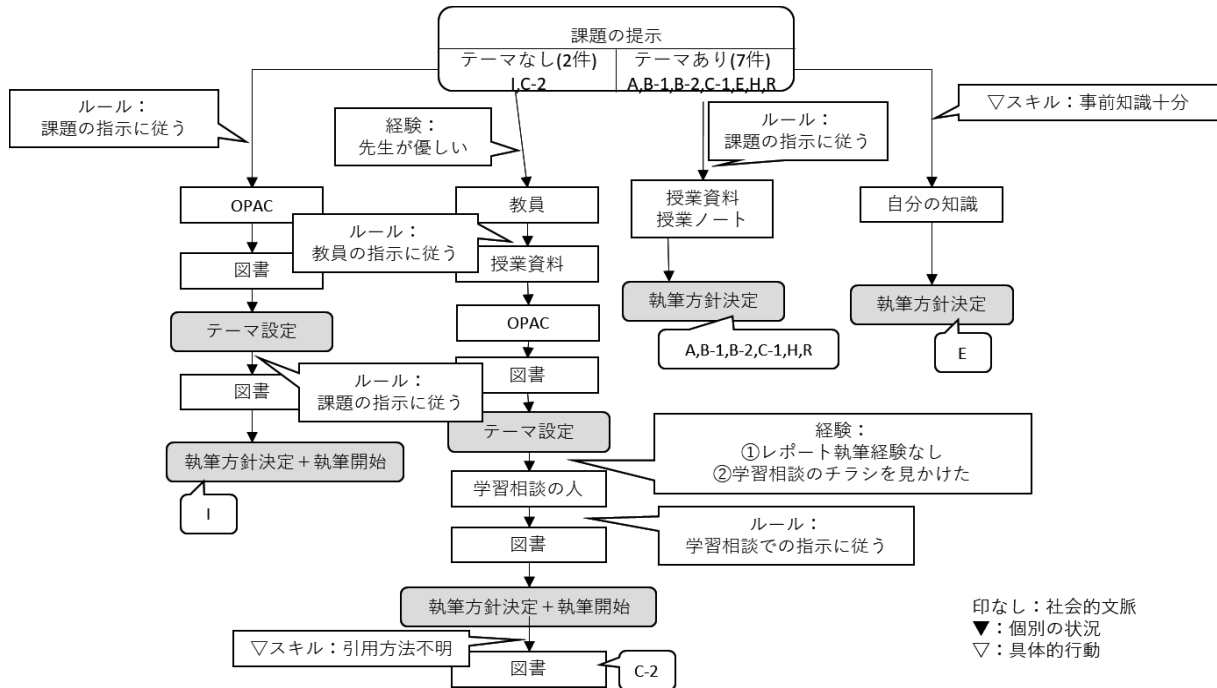 課題の提示
テーマなし(2件)
I,C-2
テーマあり(7件)
A,B-1,B-2,C-1,E,H,R
ルール：
課題の指示に従う
経験：
先生が優しい
ルール：
課題の指示に従う
▽スキル：事前知識十分
OPAC
図書
テーマ設定
図書
執筆方針決定＋執筆開始
I
ルール：
課題の指示に従う
教員
ルール：
教員の指示に従う
授業資料
OPAC
図書
テーマ設定
経験：
①レポート執筆経験なし
②学習相談のチラシを見かけた
学習相談の人
ルール：
学習相談での指示に従う
図書
執筆方針決定＋執筆開始
▽スキル：引用方法不明
図書
C-2
授業資料
授業ノート
執筆方針決定
A,B-1,B-2,C-1,H,R
自分の知識
執筆方針決定
E
印なし：社会的文脈
▼：個別の状況
▽：具体的行動